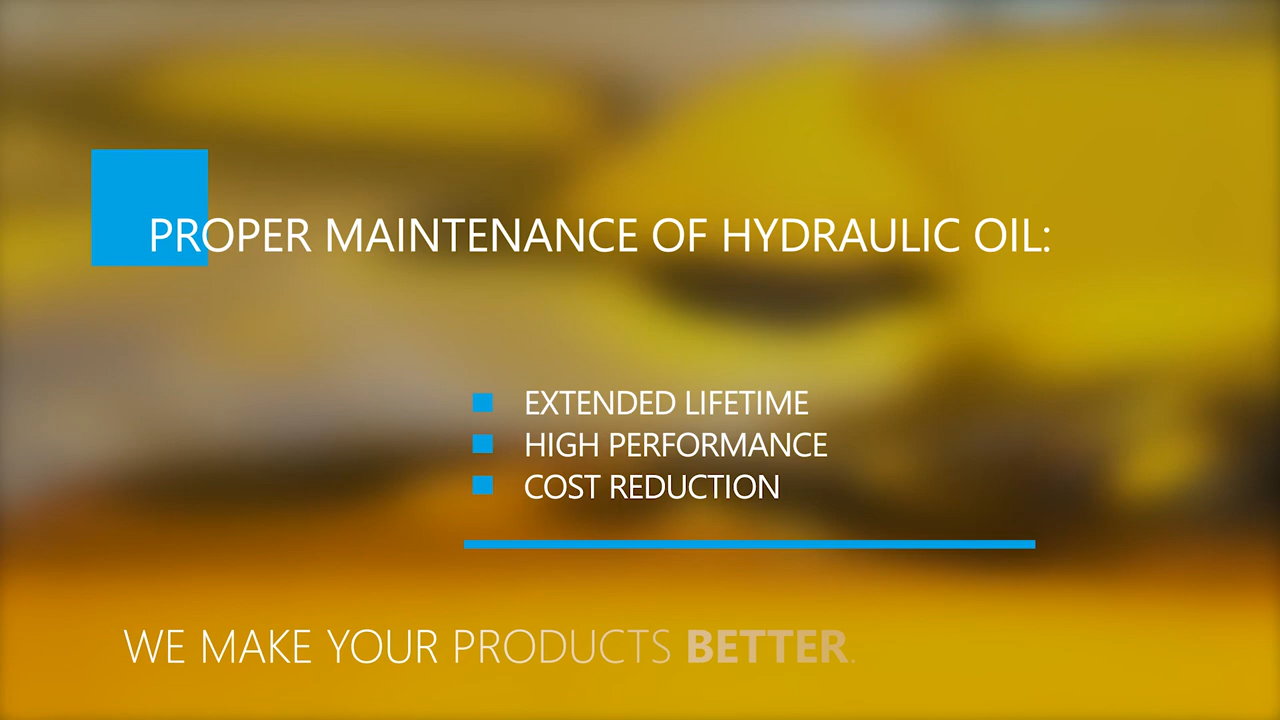 PROPER MAINTENANCE OF HYDRAULIC OIL:
EXTENDED LIFETIME
HIGH PERFORMANCE
COST REDUCTION
WE MAKE YOUR PRODUCTS BETTER.